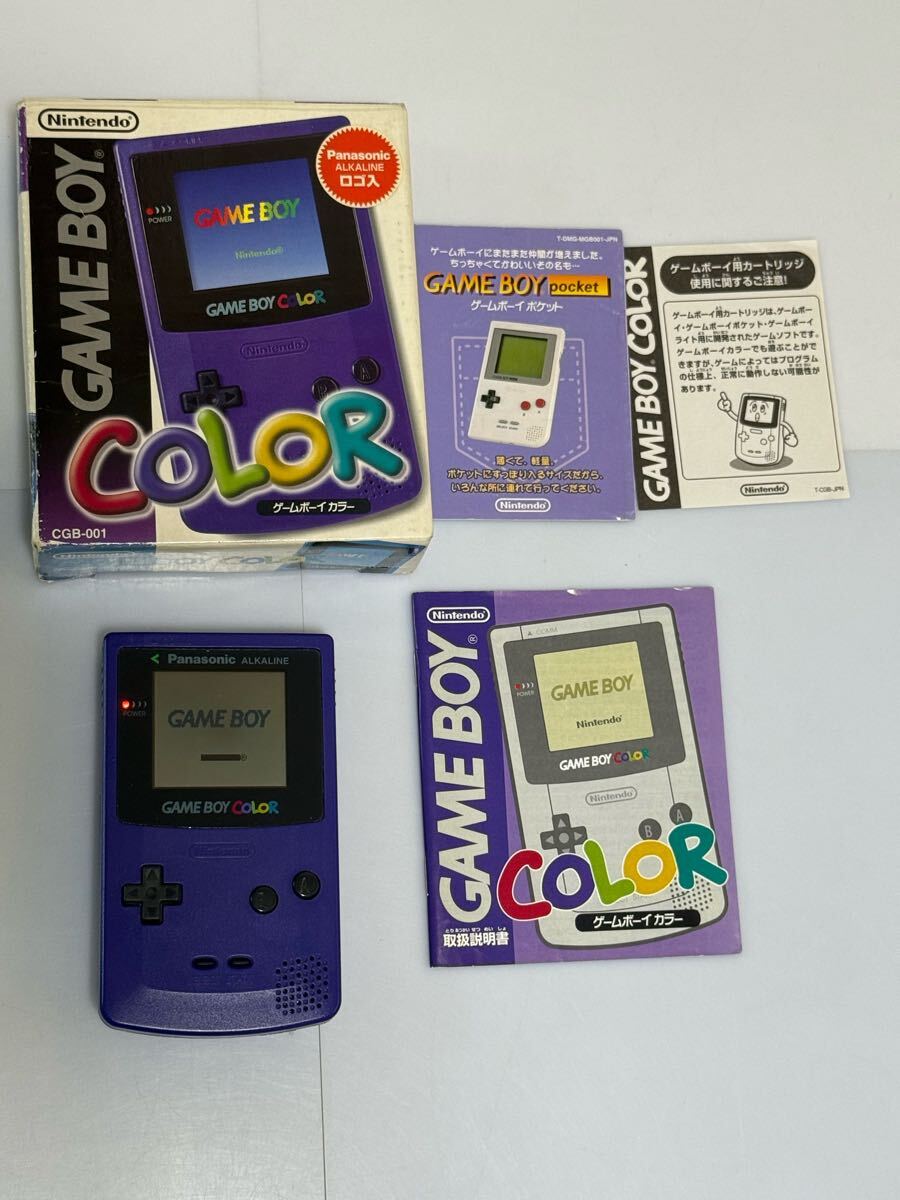 Nintendo
GAME BOY
Panasonic
ALKALINE
ロゴ入
POWER
GAME BOY
Nintendo®
GAME BOY COLOR
Nintendo
B A
COLOR
ゲームボーイ カラー
CGB-001
Nintendo
T-DMG-MGB001-JPN
ゲームボーイにまたまた仲間が増えました。
ちっちゃくてかわいいその名も…
GAME BOY pocket
ゲームボーイ ポケット
薄くて、軽量、
ポケットにすっぽり入るサイズだから、
いろんな所に連れて行ってください。
Nintendo
GAME BOY COLOR
ゲームボーイ用カートリッジ
使用に関するご注意!
ゲームボーイ用カートリッジは、ゲームボー
イ・ゲームボーイポケット・ゲームボーイ
ライト用に開発されたゲームソフトです。
ゲームボーイカラーでも遊ぶことがで
きますが、ゲームによってはプログラム
の仕様上、正常に動作しない可能性が
あります。
Nintendo
T-CGB-JPN
Panasonic ALKALINE
POWER
GAME BOY
GAME BOY COLOR
Nintendo
B A
Nintendo
GAME BOY®
COMM
POWER
GAME BOY
Nintendo®
GAME BOY COLOR
Nintendo
B A
COLOR
ゲームボーイ カラー
取扱説明書